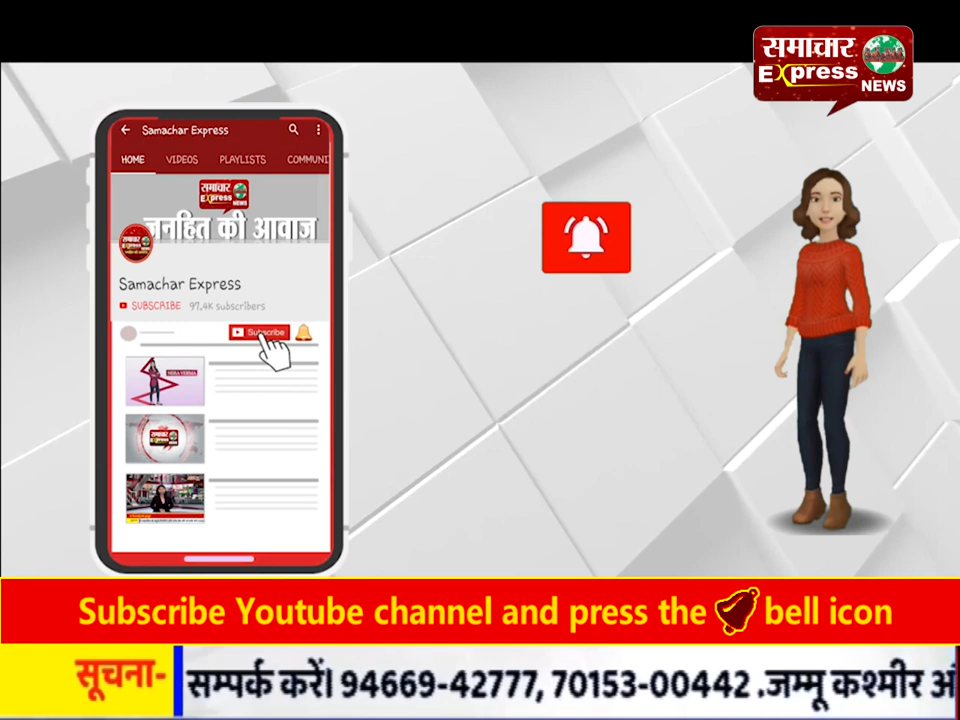 समाचार
Express
NEWS
Samachar Express
HOME VIDEOS PLAYLISTS COMMUNIT
समाचार
Express
NEWS
जनहित की आवाज
Samachar Express
SUBSCRIBE 97.4K subscribers
Subscribe
Subscribe Youtube channel and press the bell icon
सूचना- सम्पर्क करें। 94669-42777, 70153-00442 .जम्मू कश्मीर